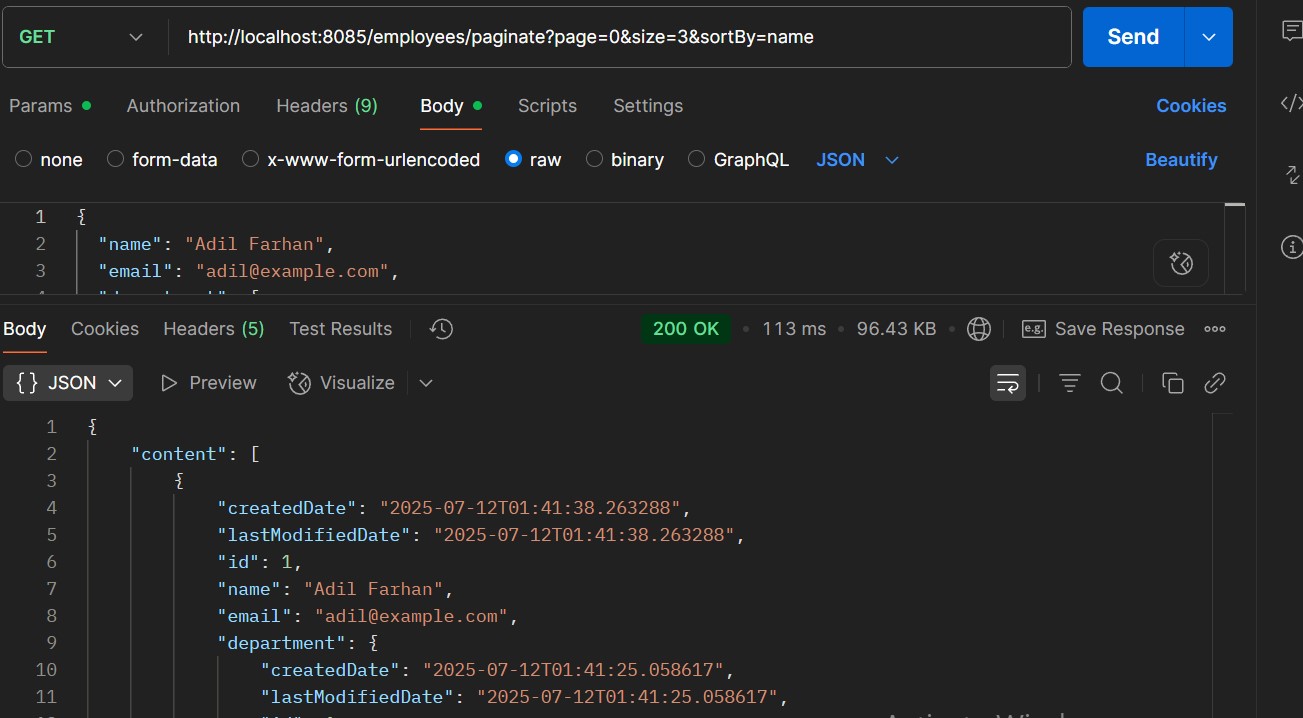 GET http://localhost:8085/employees/paginate?page=0&size=3&sortBy=name Send
Params Authorization Headers (9) Body Scripts Settings Cookies
none form-data x-www-form-urlencoded raw binary GraphQL JSON Beautify
1 {
2 "name": "Adil Farhan",
3 "email": "adil@example.com",
Body Cookies Headers (5) Test Results 200 OK • 113 ms • 96.43 KB • e.g. Save Response
{} JSON Preview Visualize
1 {
2 "content": [
3 {
4 "createdDate": "2025-07-12T01:41:38.263288",
5 "lastModifiedDate": "2025-07-12T01:41:38.263288",
6 "id": 1,
7 "name": "Adil Farhan",
8 "email": "adil@example.com",
9 "department": {
10 "createdDate": "2025-07-12T01:41:25.058617",
11 "lastModifiedDate": "2025-07-12T01:41:25.058617",